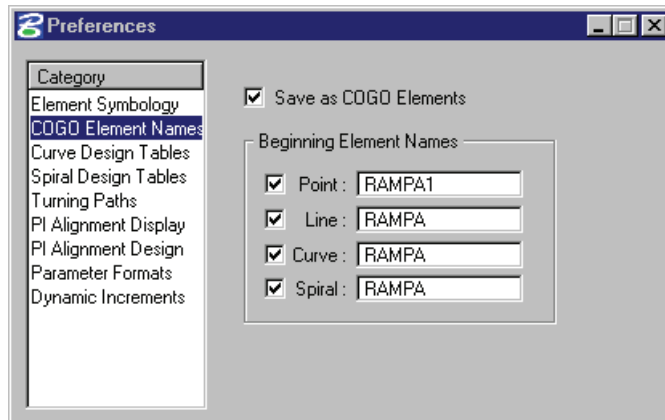 Preferences
Category
Element Symbology
COGO Element Names
Curve Design Tables
Spiral Design Tables
Turning Paths
PI Alignment Display
PI Alignment Design
Parameter Formats
Dynamic Increments
Save as COGO Elements
Beginning Element Names
Point : RAMPA1
Line : RAMPA
Curve : RAMPA
Spiral : RAMPA